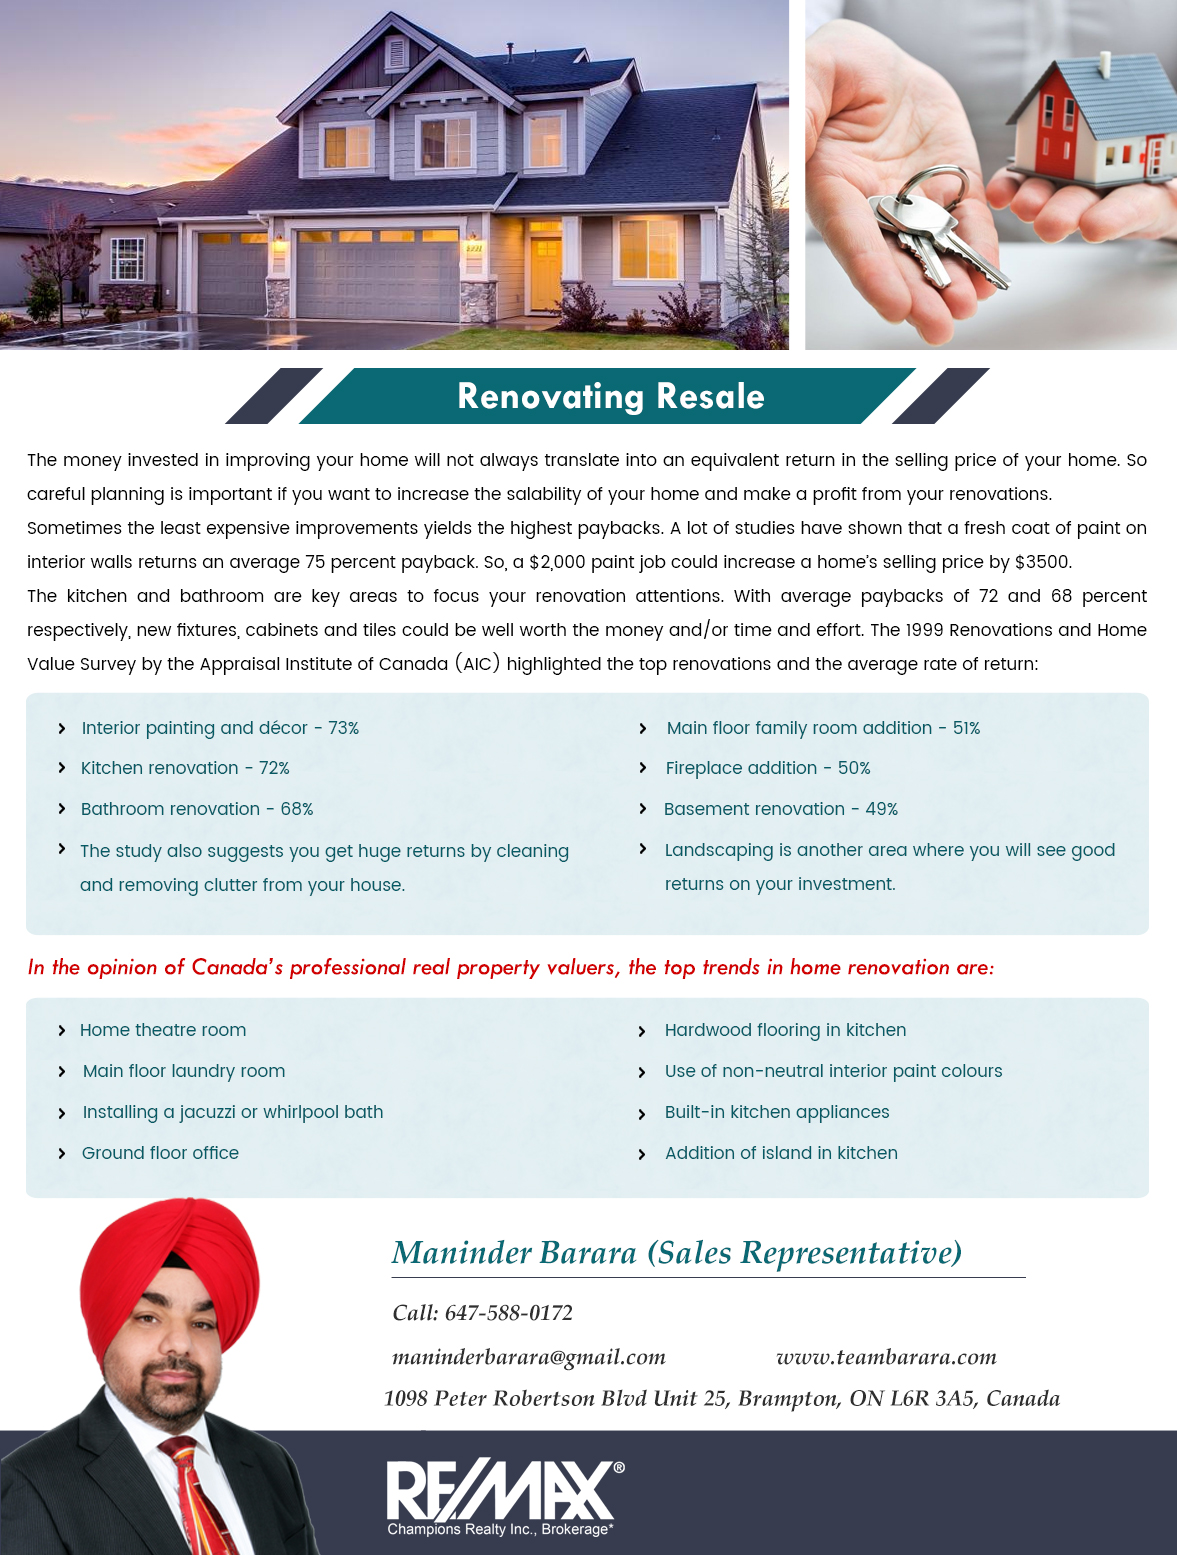 Renovating Resale
The money invested in improving your home will not always translate into an equivalent return in the selling price of your home. So
careful planning is important if you want to increase the salability of your home and make a profit from your renovations.
Sometimes the least expensive improvements yields the highest paybacks. A lot of studies have shown that a fresh coat of paint on
interior walls returns an average 75 percent payback. So, a $2,000 paint job could increase a home's selling price by $3500.
The kitchen and bathroom are key areas to focus your renovation attentions. With average paybacks of 72 and 68 percent
respectively, new fixtures, cabinets and tiles could be well worth the money and/or time and effort. The 1999 Renovations and Home
Value Survey by the Appraisal Institute of Canada (AIC) highlighted the top renovations and the average rate of return:
Interior painting and décor - 73%
Kitchen renovation - 72%
Bathroom renovation - 68%
The study also suggests you get huge returns by cleaning
and removing clutter from your house.
Main floor family room addition - 51%
Fireplace addition - 50%
Basement renovation - 49%
Landscaping is another area where you will see good
returns on your investment.
In the opinion of Canada's professional real property valuers, the top trends in home renovation are:
Home theatre room
Main floor laundry room
Installing a jacuzzi or whirlpool bath
Ground floor office
Hardwood flooring in kitchen
Use of non-neutral interior paint colours
Built-in kitchen appliances
Addition of island in kitchen
Maninder Barara (Sales Representative)
Call: 647-588-0172
maninderbarara@gmail.com
www.teambarara.com
1098 Peter Robertson Blvd Unit 25, Brampton, ON L6R 3A5, Canada
RE/MAX®
Champions Realty Inc., Brokerage*